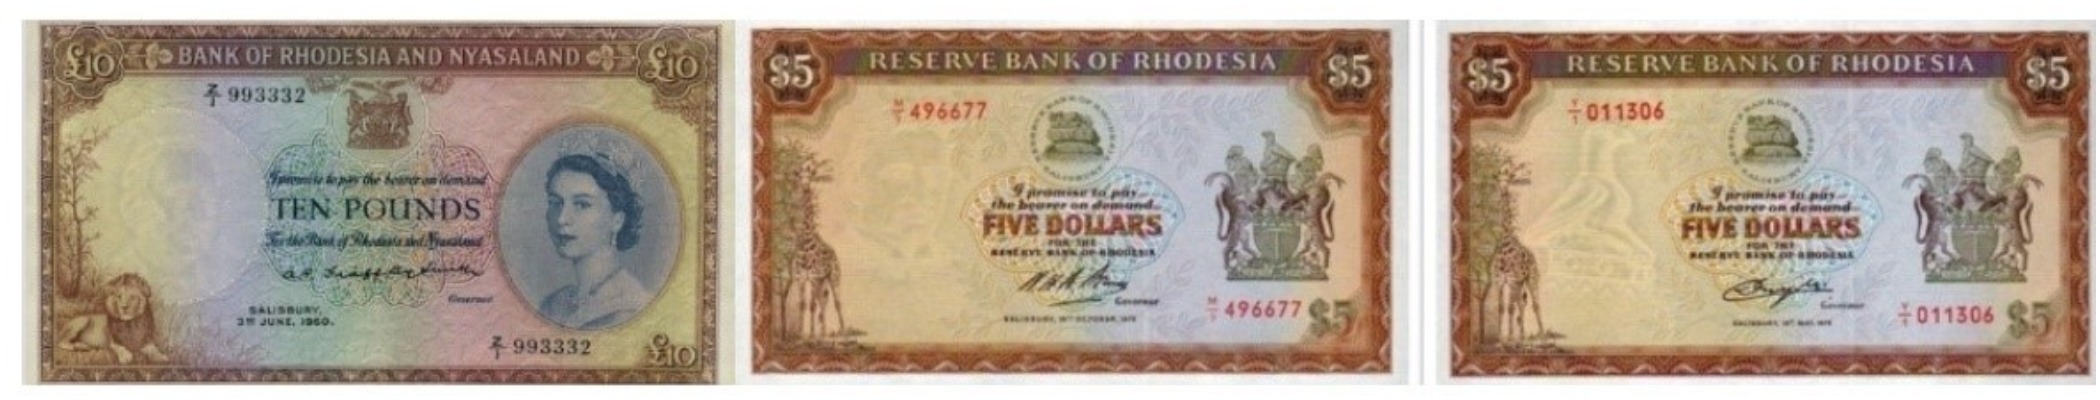 £10 BANK OF RHODESIA AND NYASALAND £10
Z/1 993332
I promise to pay the bearer on demand
TEN POUNDS
For the Bank of Rhodesia and Nyasaland
Governor
SALISBURY,
3RD JUNE, 1960.
Z/1 993332
£10
$5 RESERVE BANK OF RHODESIA $5
M/5 496677
I promise to pay
the bearer on demand
FIVE DOLLARS
FOR THE
RESERVE BANK OF RHODESIA
Governor
496677 $5
$5 RESERVE BANK OF RHODESIA $5
Y/1 011306
I promise to pay
the bearer on demand
FIVE DOLLARS
FOR THE
RESERVE BANK OF RHODESIA
Governor
Y/1 011306 $5